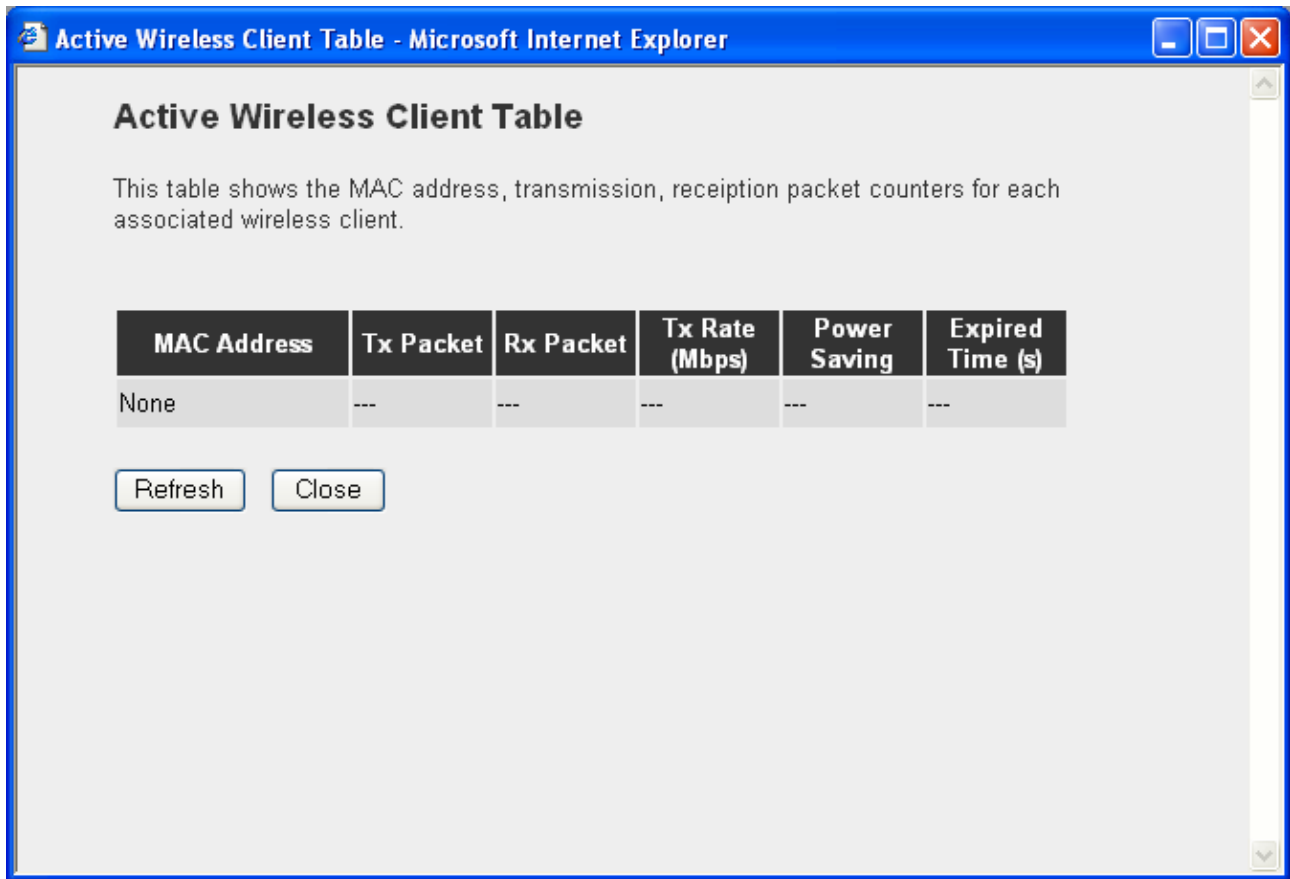 Active Wireless Client Table - Microsoft Internet Explorer
Active Wireless Client Table
This table shows the MAC address, transmission, receiption packet counters for each
associated wireless client.
MAC Address Tx Packet Rx Packet Tx Rate (Mbps) Power Saving Expired Time (s)
None --- --- --- --- ---
Refresh Close